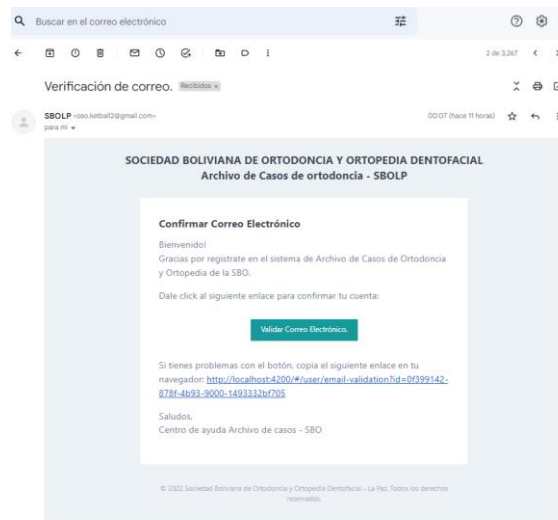 Buscar en el correo electrónico
2 de 3,267
Verificación de correo. Recibidos x
SBOLP <oso.ketball2@gmail.com> 00:07 (hace 11 horas)
para mí
SOCIEDAD BOLIVIANA DE ORTODONCIA Y ORTOPEDIA DENTOFACIAL
Archivo de Casos de ortodoncia - SBOLP
Confirmar Correo Electrónico
Bienvenido!
Gracias por registrate en el sistema de Archivo de Casos de Ortodoncia
y Ortopedia de la SBO.
Dale click al siguiente enlace para confirmar tu cuenta:
Validar Correo Electrónico.
Si tienes problemas con el botón, copia el siguiente enlace en tu
navegador: http://localhost:4200/#/user/email-validation?id=0f399142-
878f-4b93-9000-1493332bf705
Saludos,
Centro de ayuda Archivo de casos - SBO
© 2022 Sociedad Boliviana de Ortodoncia y Ortopedia Dentofacial - La Paz. Todos los derechos
reservados.